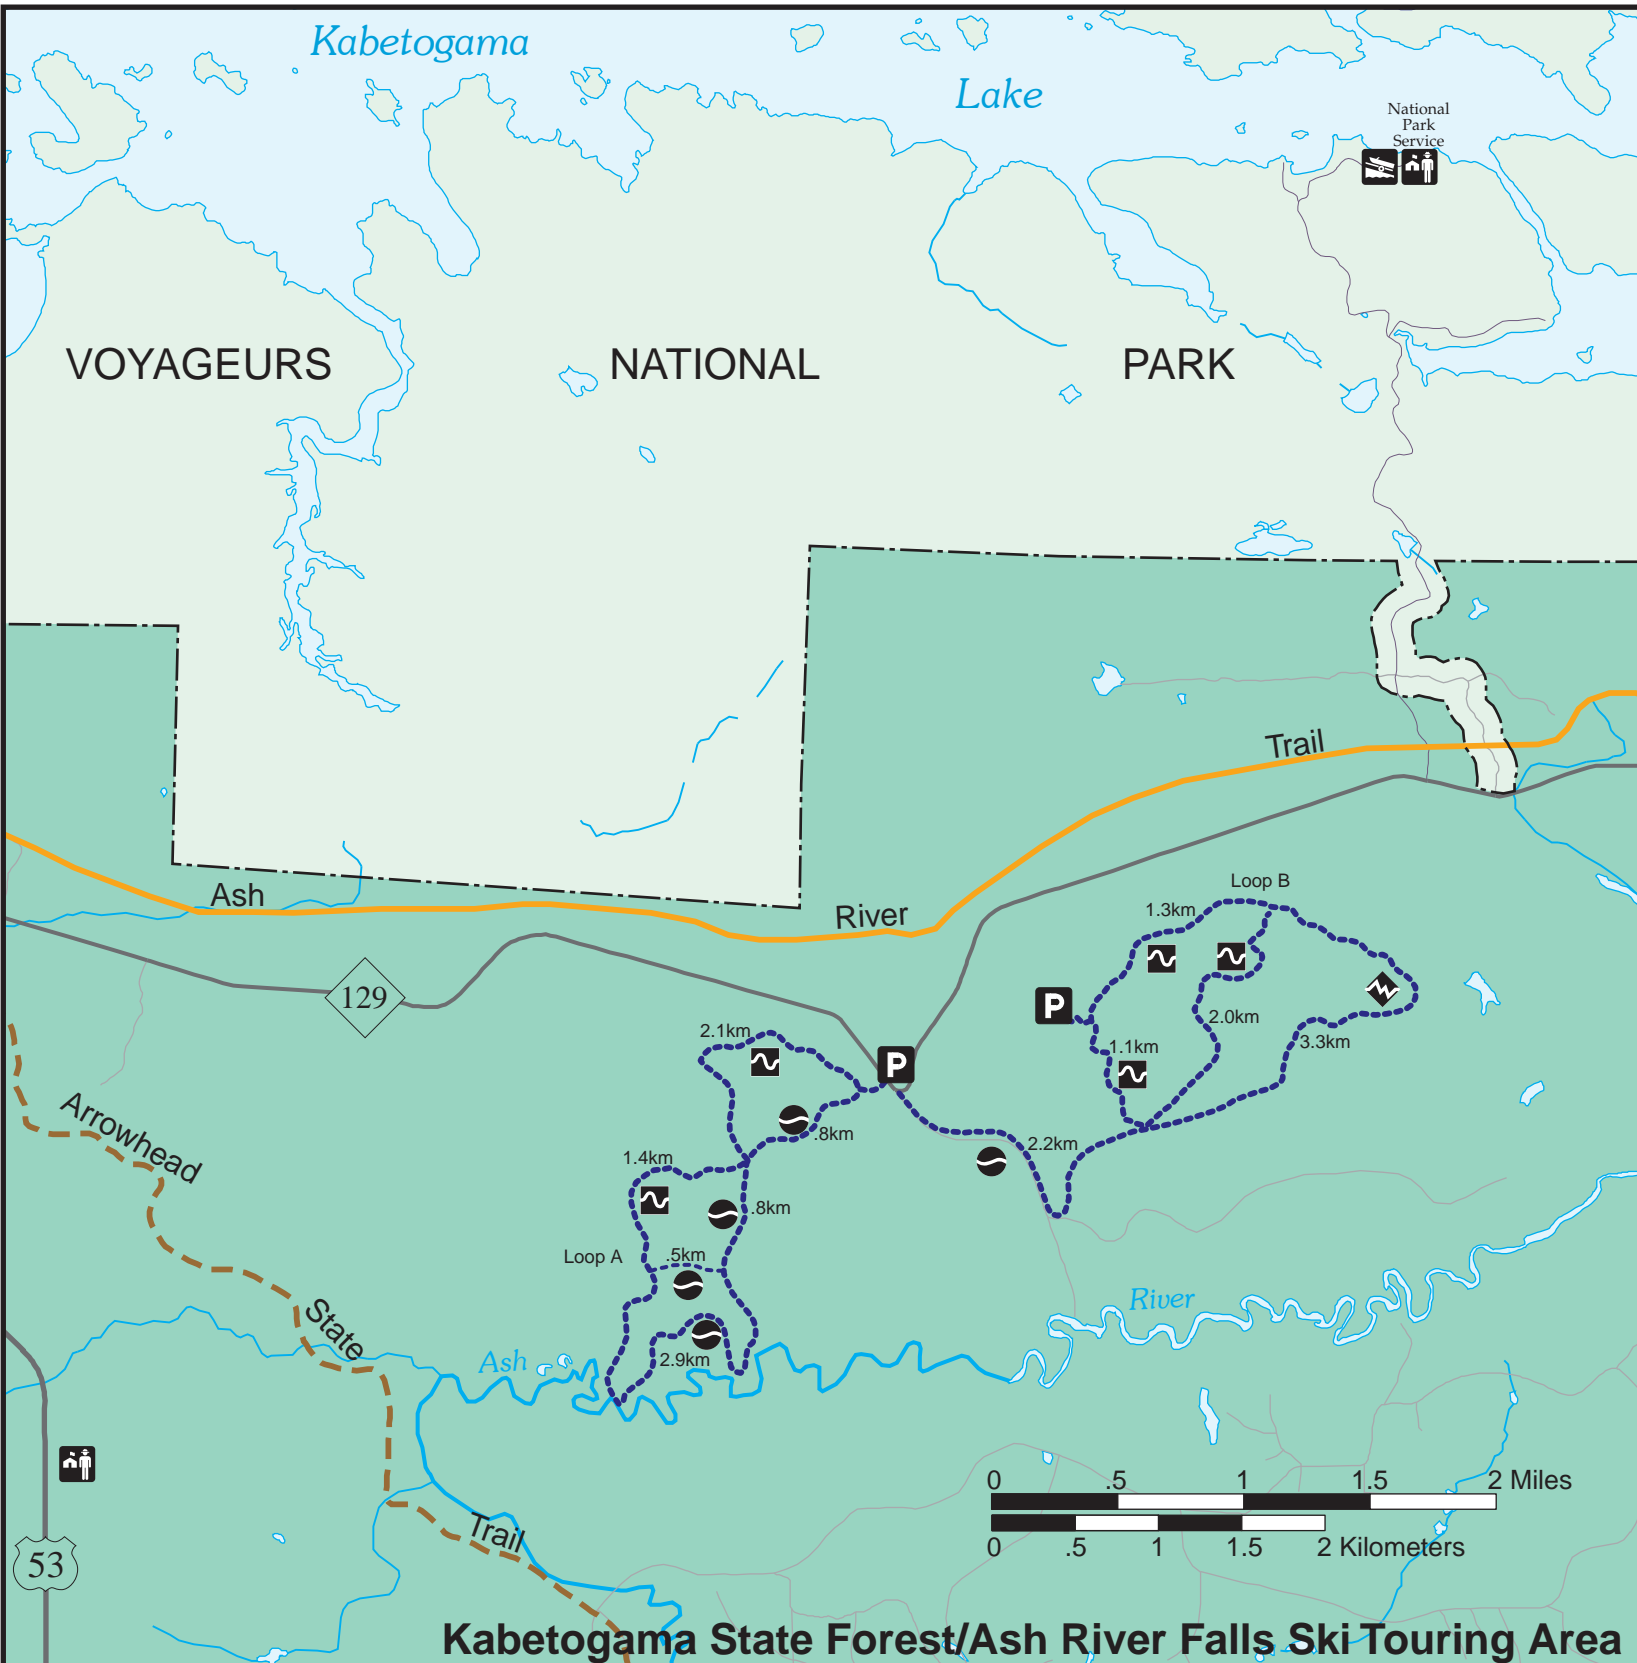 Kabetogama
Lake
National
Park
Service
VOYAGEURS NATIONAL PARK
Trail
Ash
River
Loop B
1.3km
129
P
2.0km
2.1km
P
1.1km
3.3km
Arrowhead
.8km
2.2km
1.4km
.8km
Loop A
.5km
River
State
Ash
2.9km
0 .5 1 1.5 2 Miles
Trail
0 .5 1 1.5 2 Kilometers
53
Kabetogama State Forest/Ash River Falls Ski Touring Area